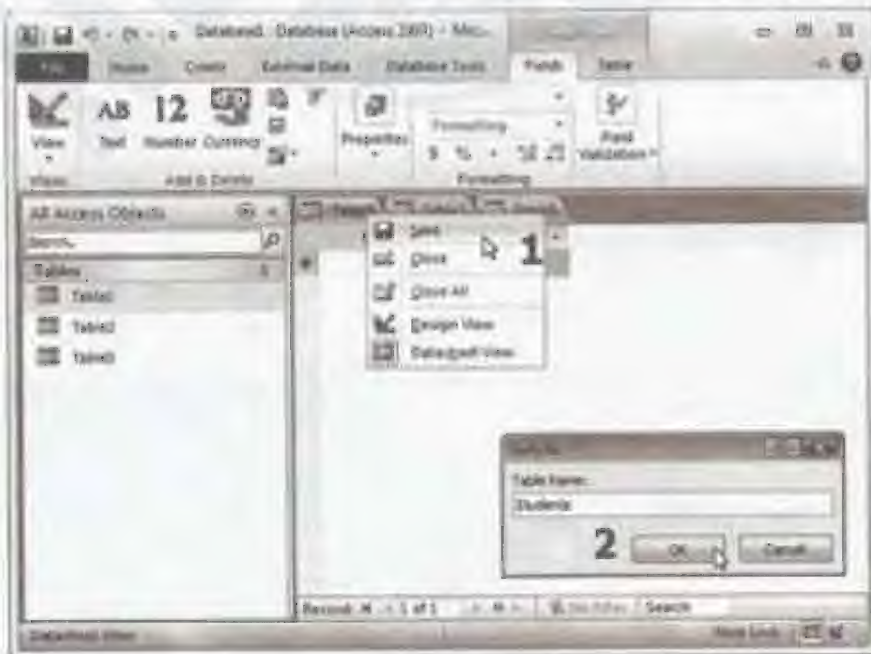 Database (Access 2007) - Mic...
Home Create External Data Database Tools Fields Table
View AB Text 12 Number Currency Properties Formatting $ % Field Validation
Views Add & Delete Formatting
All Access Objects
Search...
Tables
Table1
Table2
Table3
Save 1
Close
Close All
Design View
Datasheet View
Table Name:
Students
2 OK Cancel
Record: 1 of 1 No Filter Search
Datasheet View Num Lock